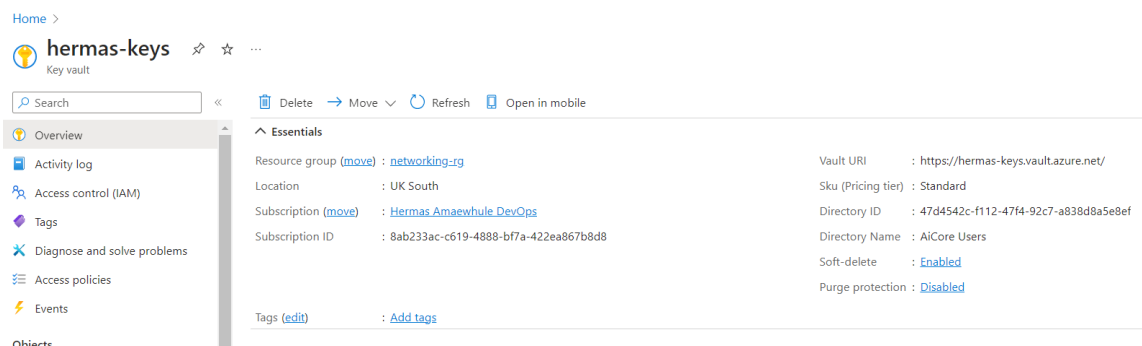 Home >
hermas-keys ...
Key vault
Search «
Overview
Activity log
Access control (IAM)
Tags
Diagnose and solve problems
Access policies
Events
Objects
Delete Move Refresh Open in mobile
Essentials
Resource group (move) : networking-rg
Location : UK South
Subscription (move) : Hermas Amaewhule DevOps
Subscription ID : 8ab233ac-c619-4888-bf7a-422ea867b8d8
Vault URI : https://hermas-keys.vault.azure.net/
Sku (Pricing tier) : Standard
Directory ID : 47d4542c-f112-47f4-92c7-a838d8a5e8ef
Directory Name : AiCore Users
Soft-delete : Enabled
Purge protection : Disabled
Tags (edit) : Add tags